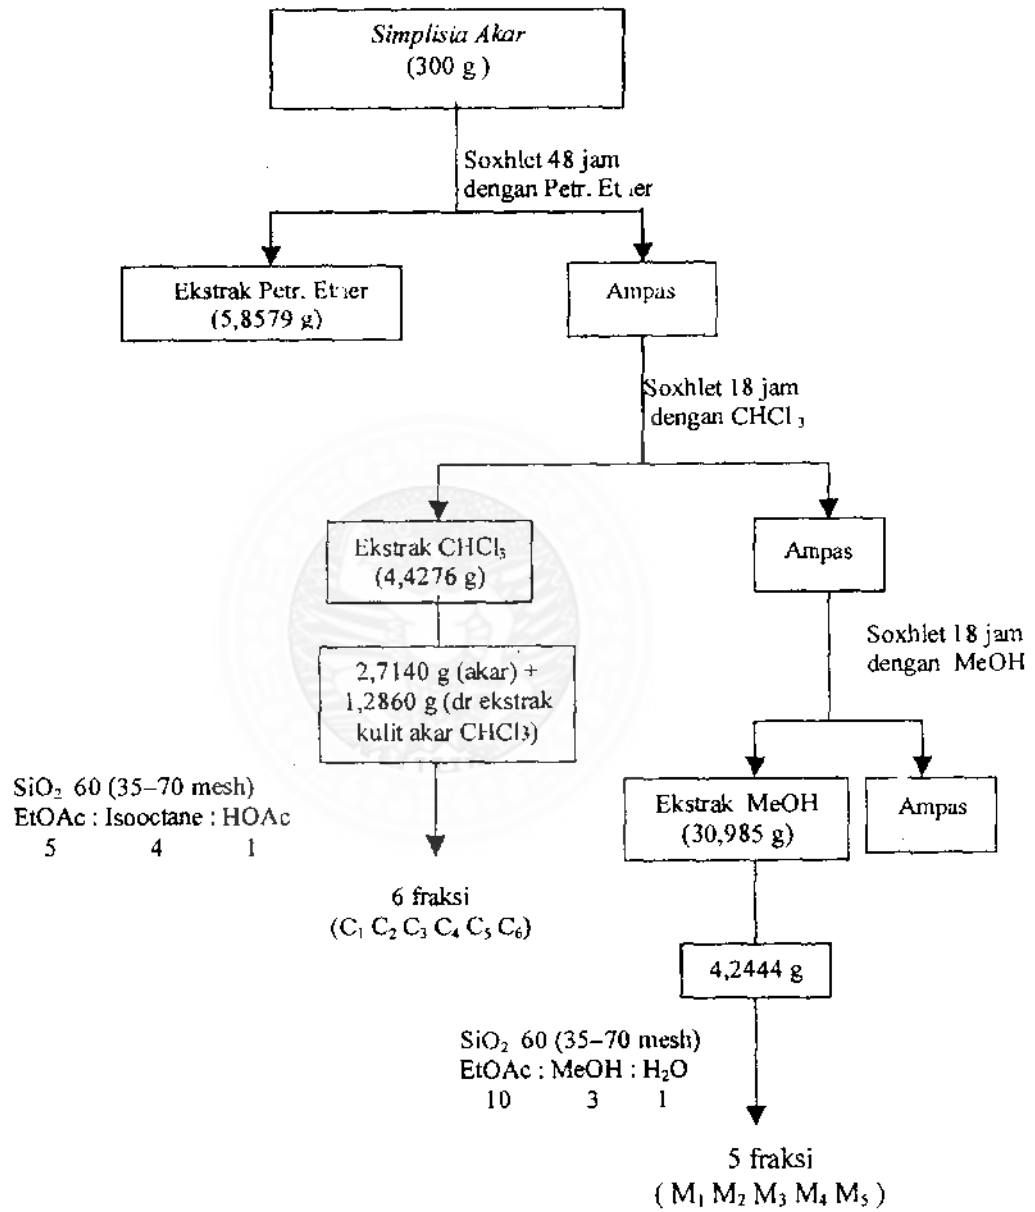 Simplisia Akar
(300 g )
Soxhlet 48 jam
dengan Petr. Et er
Ekstrak Petr. Ether
(5,8579 g)
Ampas
Soxhlet 18 jam
dengan CHCl₃
Ekstrak CHCl₃
(4,4276 g)
Ampas
Soxhlet 18 jam
dengan MeOH
2,7140 g (akar) +
1,2860 g (dr ekstrak
kulit akar CHCl3)
SiO₂ 60 (35–70 mesh)
EtOAc : Isooctane : HOAc
5 4 1
Ekstrak MeOH
(30,985 g)
Ampas
6 fraksi
(C₁ C₂ C₃ C₄ C₅ C₆)
4,2444 g
SiO₂ 60 (35–70 mesh)
EtOAc : MeOH : H₂O
10 3 1
5 fraksi
( M₁ M₂ M₃ M₄ M₅ )